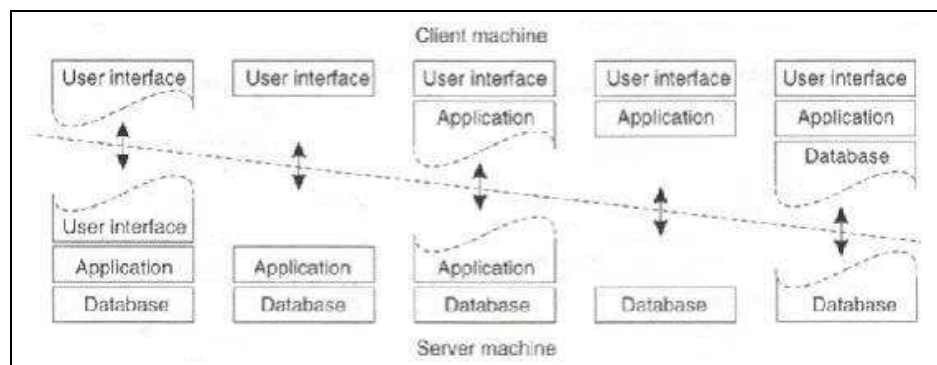 Client machine
User interface User interface User interface User interface User interface
Application Application Application
Database
User interface
Application Application Application
Database Database Database Database Database
Server machine